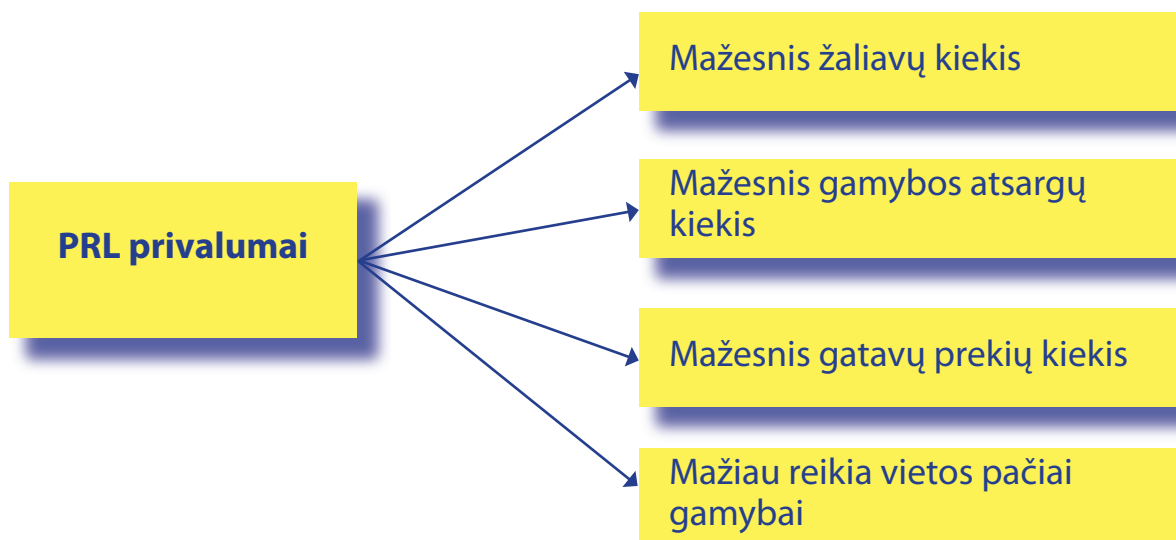 Mažesnis žaliavų kiekis
Mažesnis gamybos atsargų
kiekis
PRL privalumai
Mažesnis gatavų prekių kiekis
Mažiau reikia vietos pačiai
gamybai